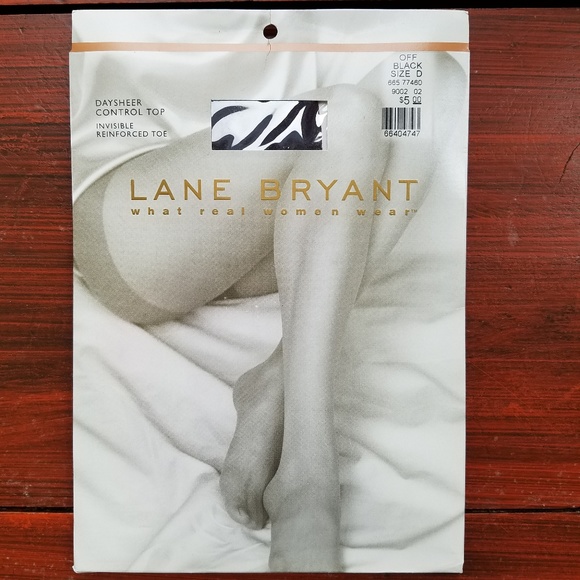 OFF
BLACK
SIZE D
665 77460
9002 02
$5.00
66404747
DAYSHEER
CONTROL TOP
INVISIBLE
REINFORCED TOE
LANE BRYANT
what real women wear™